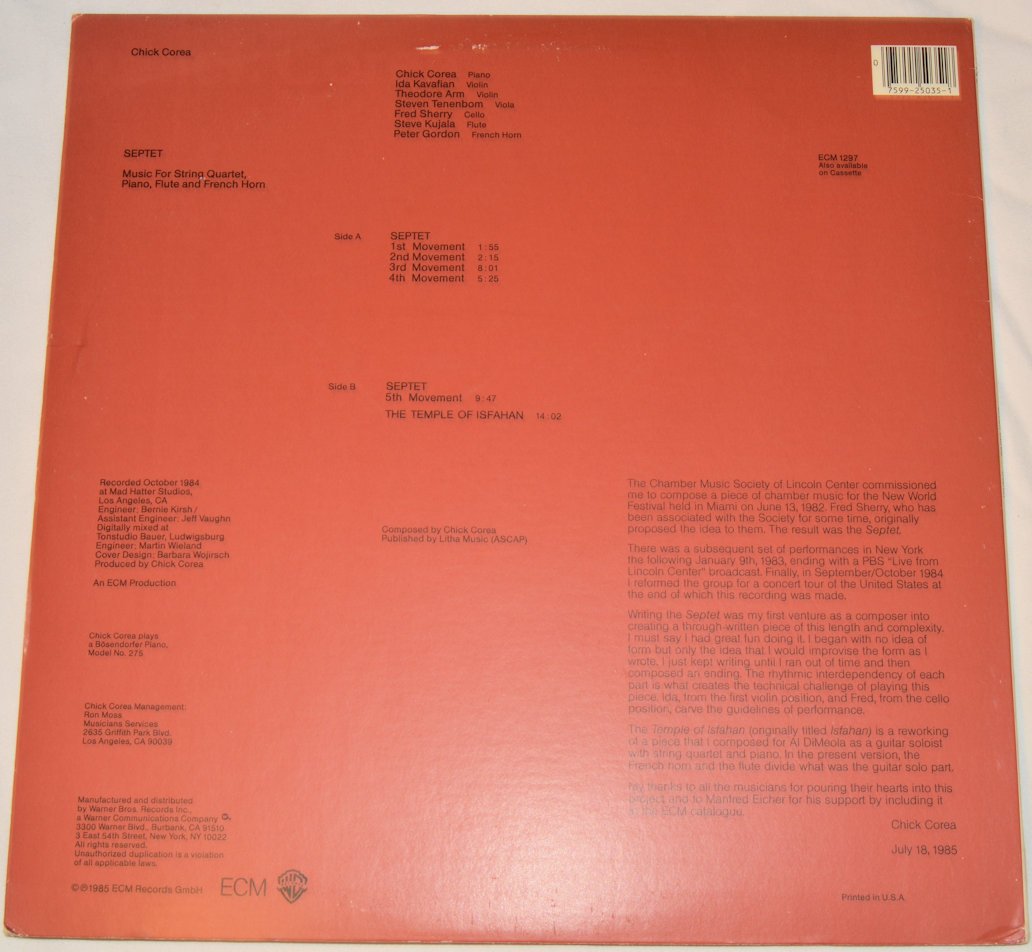 Chick Corea
Chick Corea Piano
Ida Kavafian Violin
Theodore Arm Violin
Steven Tenenbom Viola
Fred Sherry Cello
Steve Kujala Flute
Peter Gordon French Horn
0
7599-25035-1
SEPTET
Music For String Quartet,
Piano, Flute and French Horn
ECM 1297
Also available
on Cassette
Side A SEPTET
1st Movement 1:55
2nd Movement 2:15
3rd Movement 8:01
4th Movement 5:25
Side B SEPTET
5th Movement 9:47
THE TEMPLE OF ISFAHAN 14:02
Recorded October 1984
at Mad Hatter Studios,
Los Angeles, CA
Engineer: Bernie Kirsh /
Assistant Engineer: Jeff Vaughn
Digitally mixed at
Tonstudio Bauer, Ludwigsburg
Engineer: Martin Wieland
Cover Design: Barbara Wojirsch
Produced by Chick Corea
An ECM Production
Composed by Chick Corea
Published by Litha Music (ASCAP)
Chick Corea plays
a Bösendorfer Piano,
Model No. 275
Chick Corea Management:
Ron Moss
Musicians Services
2635 Griffith Park Blvd.
Los Angeles, CA 90039
Manufactured and distributed
by Warner Bros. Records Inc.,
a Warner Communications Company
3300 Warner Blvd., Burbank, CA 91510
3 East 54th Street, New York, NY 10022
All rights reserved.
Unauthorized duplication is a violation
of all applicable laws.
©℗1985 ECM Records GmbH ECM
The Chamber Music Society of Lincoln Center commissioned
me to compose a piece of chamber music for the New World
Festival held in Miami on June 13, 1982. Fred Sherry, who has
been associated with the Society for some time, originally
proposed the idea to them. The result was the Septet.
There was a subsequent set of performances in New York
the following January 9th, 1983, ending with a PBS "Live from
Lincoln Center" broadcast. Finally, in September/October 1984
I reformed the group for a concert tour of the United States at
the end of which this recording was made.
Writing the Septet was my first venture as a composer into
creating a through-written piece of this length and complexity.
I must say I had great fun doing it. I began with no idea of
form but only the idea that I would improvise the form as I
wrote. I just kept writing until I ran out of time and then
composed an ending. The rhythmic interdependency of each
part is what creates the technical challenge of playing this
piece. Ida, from the first violin position, and Fred, from the cello
position, carve the guidelines of performance.
The Temple of Isfahan (originally titled Isfahan) is a reworking
of a piece that I composed for Al DiMeola as a guitar soloist
with string quartet and piano. In the present version, the
French horn and the flute divide what was the guitar solo part.
My thanks to all the musicians for pouring their hearts into this
project and to Manfred Eicher for his support by including it
in the ECM catalogue.
Chick Corea
July 18, 1985
Printed in U.S.A.